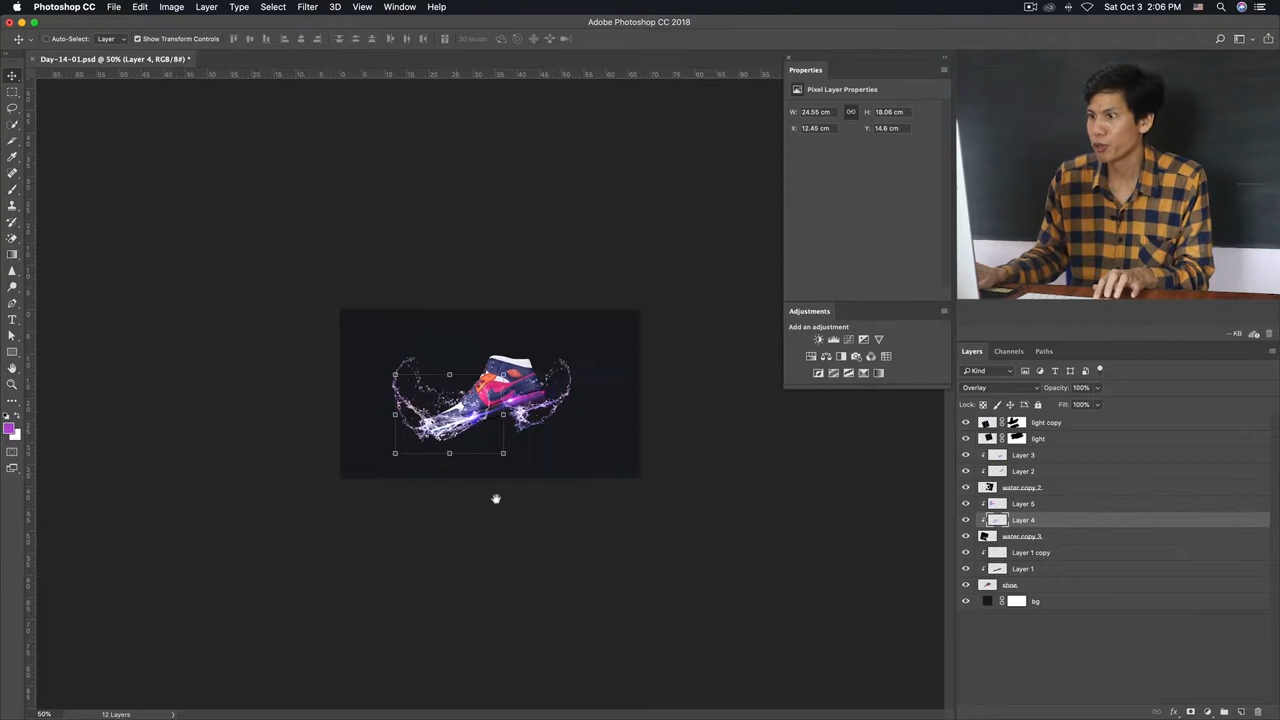 Photoshop CC File Edit Image Layer Type Select Filter 3D View Window Help
Sat Oct 3 2:06 PM
Adobe Photoshop CC 2018
Auto-Select: Layer Show Transform Controls 3D Mode:
Day-14-01.psd @ 50% (Layer 4, RGB/8#) *
Properties
Pixel Layer Properties
W: 24.55 cm H: 18.06 cm
X: 12.45 cm Y: 14.6 cm
Adjustments
Add an adjustment
-- KB
Layers Channels Paths
Kind
Overlay Opacity: 100%
Lock: Fill: 100%
light copy
light
Layer 3
Layer 2
water copy 2
Layer 5
Layer 4
water copy 3
Layer 1 copy
Layer 1
shoe
bg
50% 12 Layers